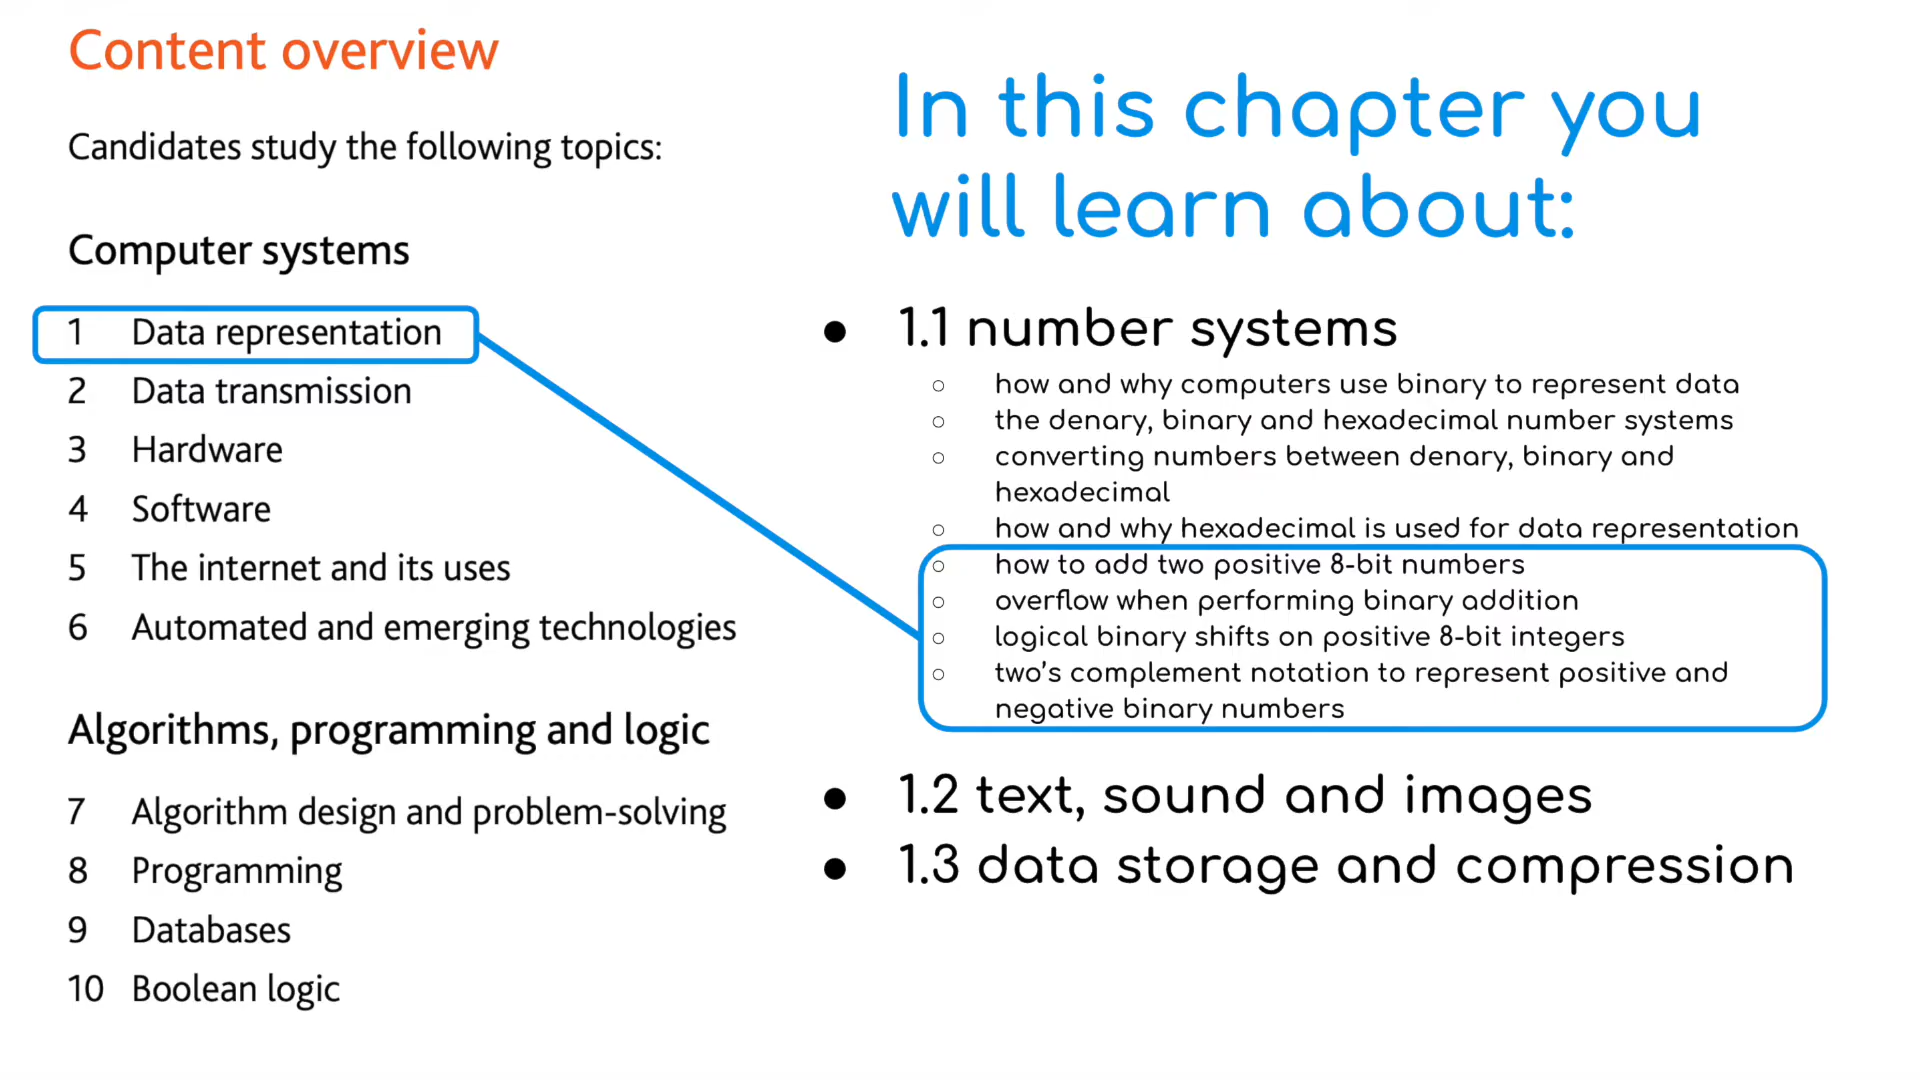 Content overview
Candidates study the following topics:
Computer systems
1 Data representation
2 Data transmission
3 Hardware
4 Software
5 The internet and its uses
6 Automated and emerging technologies
Algorithms, programming and logic
7 Algorithm design and problem-solving
8 Programming
9 Databases
10 Boolean logic
In this chapter you
will learn about:
● 1.1 number systems
○ how and why computers use binary to represent data
○ the denary, binary and hexadecimal number systems
○ converting numbers between denary, binary and
hexadecimal
○ how and why hexadecimal is used for data representation
○ how to add two positive 8-bit numbers
○ overflow when performing binary addition
○ logical binary shifts on positive 8-bit integers
○ two's complement notation to represent positive and
negative binary numbers
● 1.2 text, sound and images
● 1.3 data storage and compression